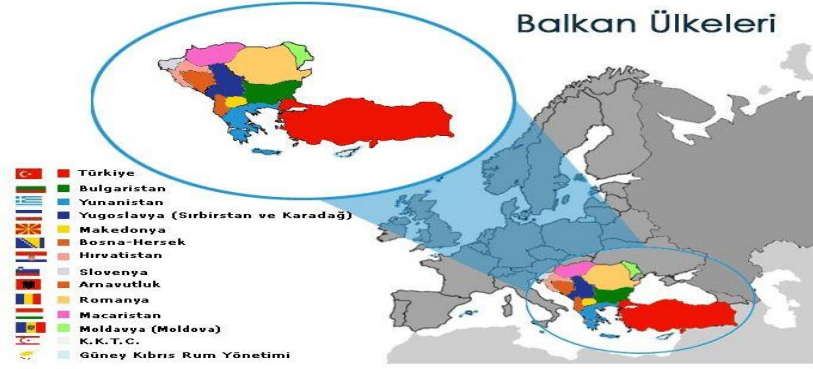 Balkan Ülkeleri
Türkiye
Bulgaristan
Yunanistan
Yugoslavya (Sırbirstan ve Karadağ)
Makedonya
Bosna-Hersek
Hırvatistan
Slovenya
Arnavutluk
Romanya
Macaristan
Moldavya (Moldova)
K.K.T.C.
Güney Kıbrıs Rum Yönetimi